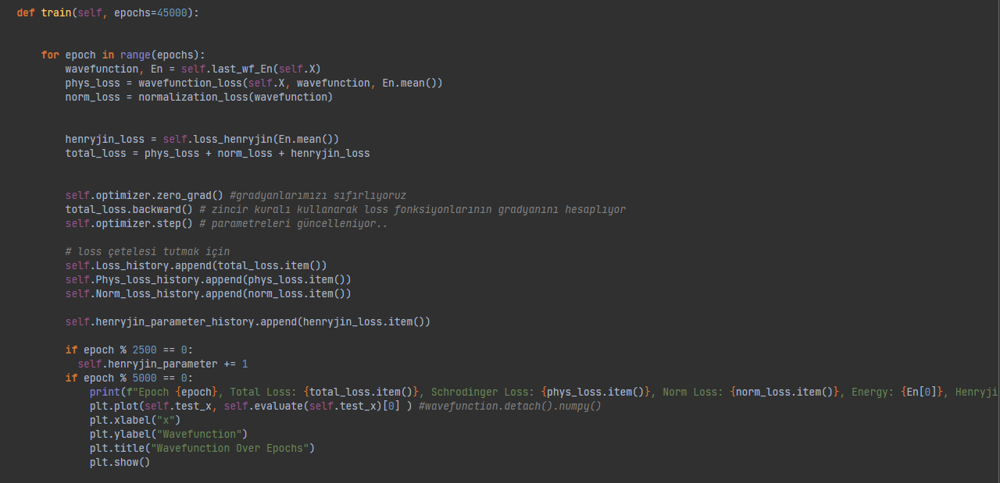 def train(self, epochs=45000):
for epoch in range(epochs):
wavefunction, En = self.last_wf_En(self.X)
phys_loss = wavefunction_loss(self.X, wavefunction, En.mean())
norm_loss = normalization_loss(wavefunction)
henryjin_loss = self.loss_henryjin(En.mean())
total_loss = phys_loss + norm_loss + henryjin_loss
self.optimizer.zero_grad() #gradyanlarımızı sıfırlıyoruz
total_loss.backward() # zincir kuralı kullanarak loss fonksiyonlarının gradyanını hesaplıyor
self.optimizer.step() # parametreleri güncelleniyor..
# loss çetelesi tutmak için
self.Loss_history.append(total_loss.item())
self.Phys_loss_history.append(phys_loss.item())
self.Norm_loss_history.append(norm_loss.item())
self.henryjin_parameter_history.append(henryjin_loss.item())
if epoch % 2500 == 0:
self.henryjin_parameter += 1
if epoch % 5000 == 0:
print(f"Epoch {epoch}, Total Loss: {total_loss.item()}, Schrodinger Loss: {phys_loss.item()}, Norm Loss: {norm_loss.item()}, Energy: {En[0]}, Henryji
plt.plot(self.test_x, self.evaluate(self.test_x)[0] ) #wavefunction.detach().numpy()
plt.xlabel("x")
plt.ylabel("Wavefunction")
plt.title("Wavefunction Over Epochs")
plt.show()